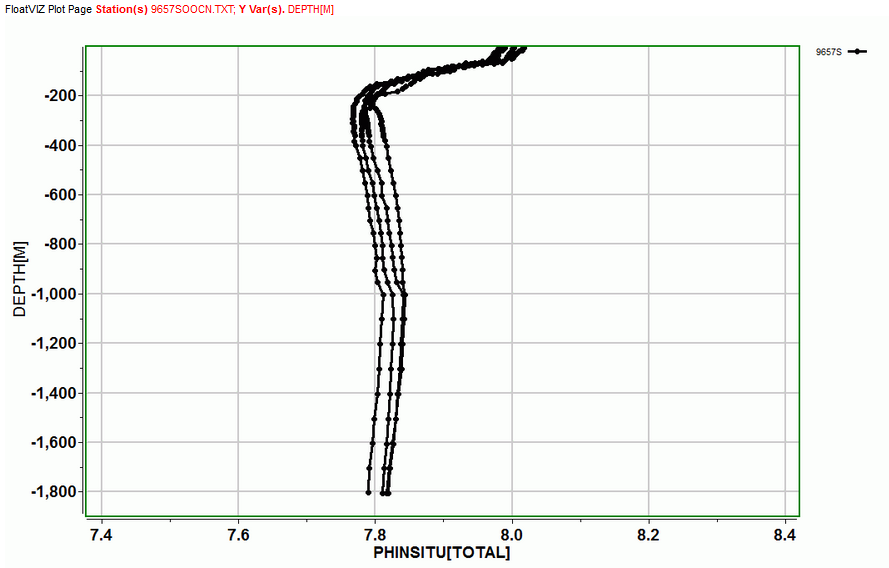 FloatVIZ Plot Page Station(s) 9657SOOCN.TXT; Y Var(s). DEPTH[M]
9657S
-200
-400
-600
-800
-1,000
-1,200
-1,400
-1,600
-1,800
DEPTH[M]
7.4 7.6 7.8 8.0 8.2 8.4
PHINSITU[TOTAL]